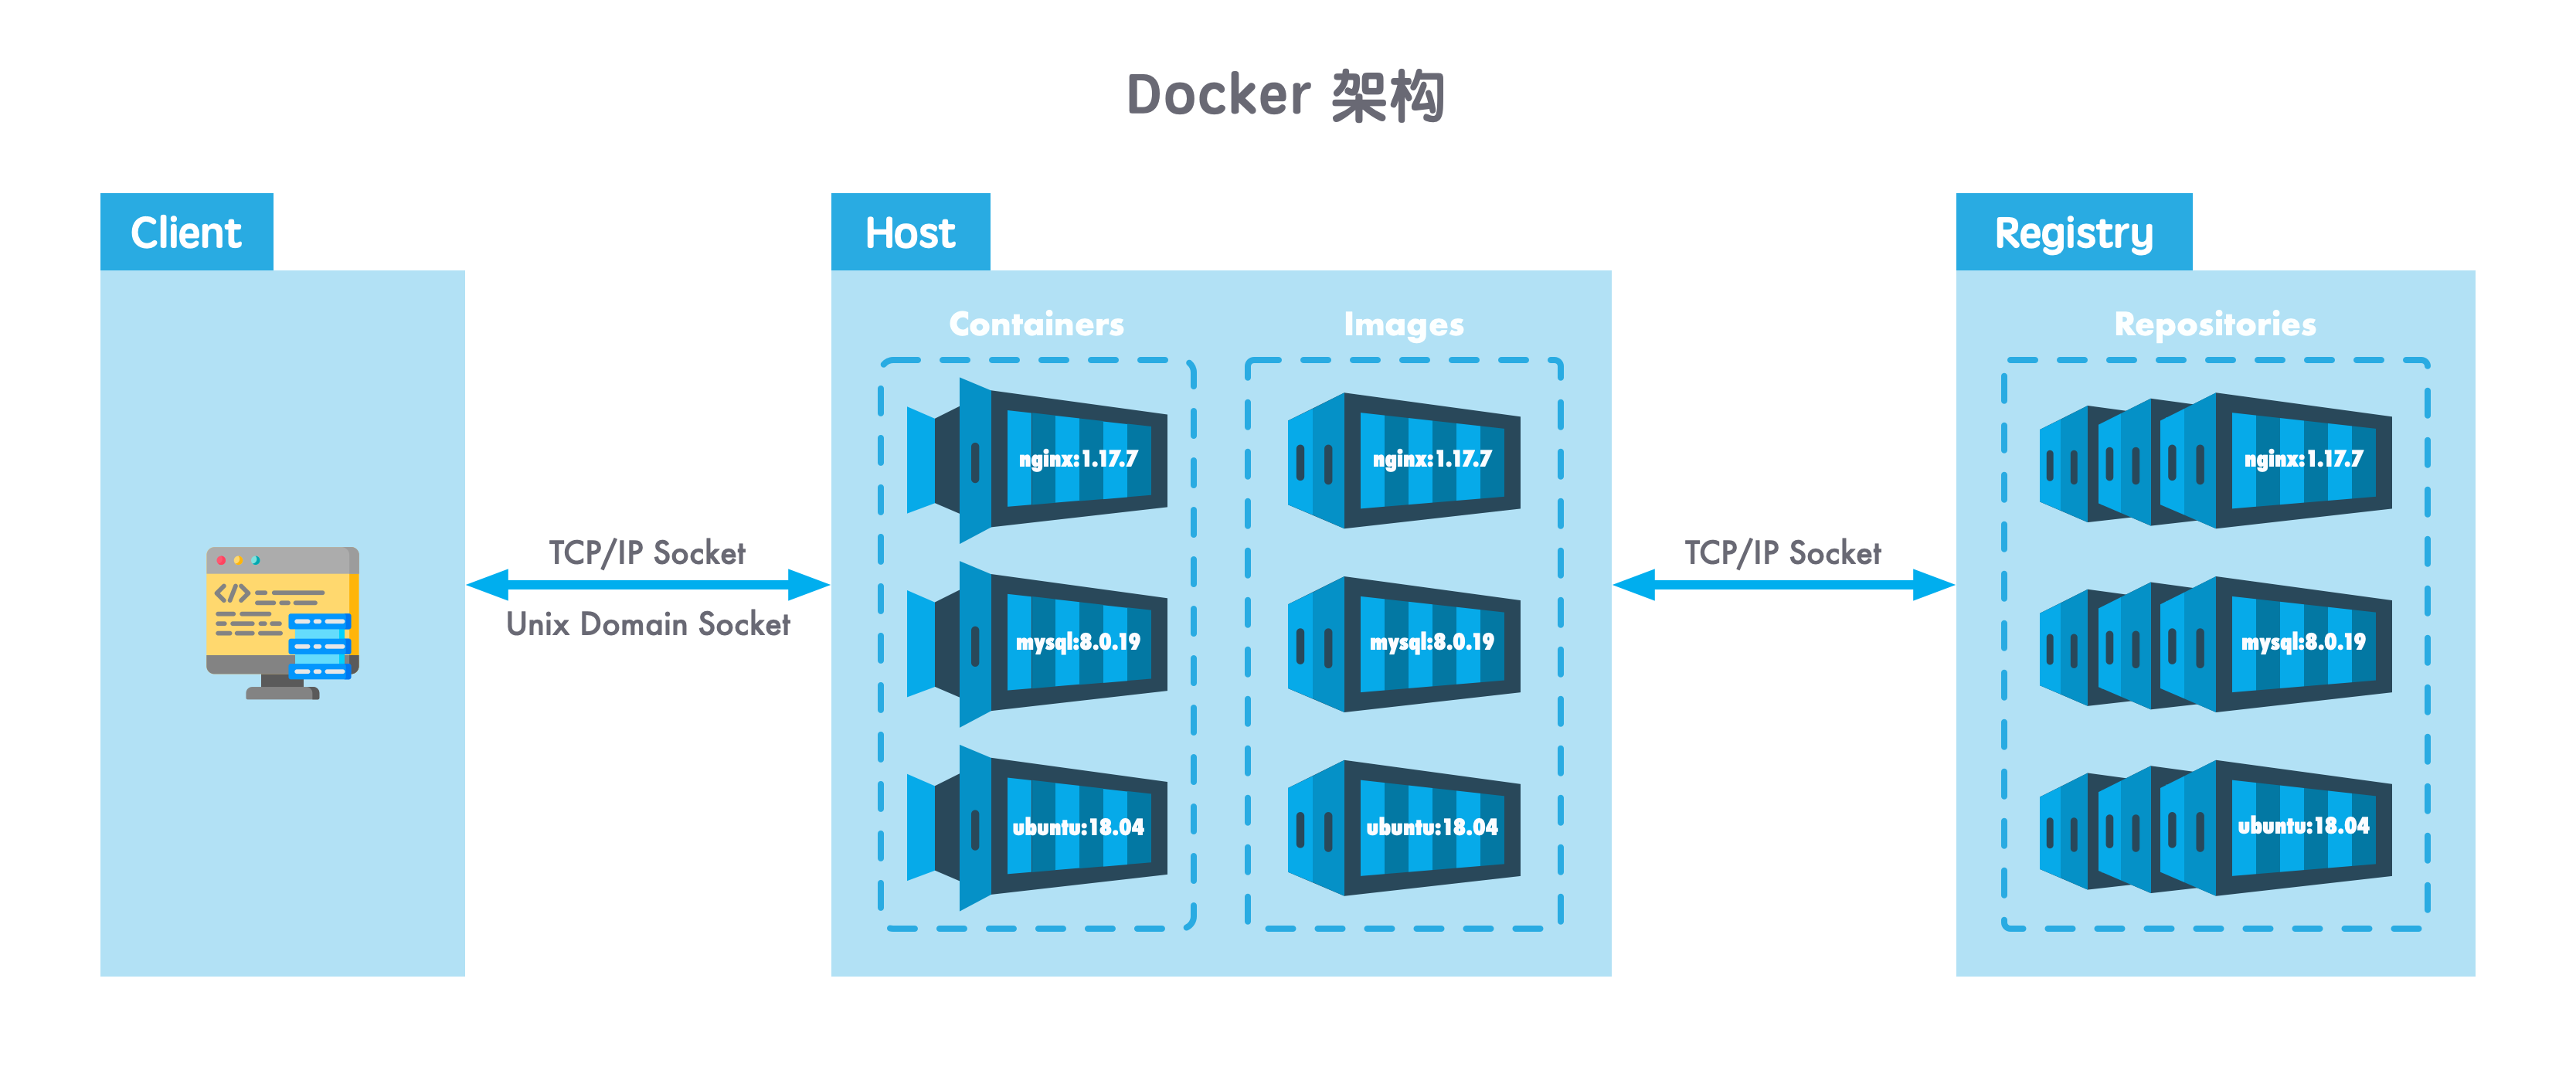 Docker 架构
Client
Host
Registry
Containers
Images
Repositories
nginx:1.17.7
nginx:1.17.7
nginx:1.17.7
TCP/IP Socket
TCP/IP Socket
</>
Unix Domain Socket
mysql:8.0.19
mysql:8.0.19
mysql:8.0.19
ubuntu:18.04
ubuntu:18.04
ubuntu:18.04